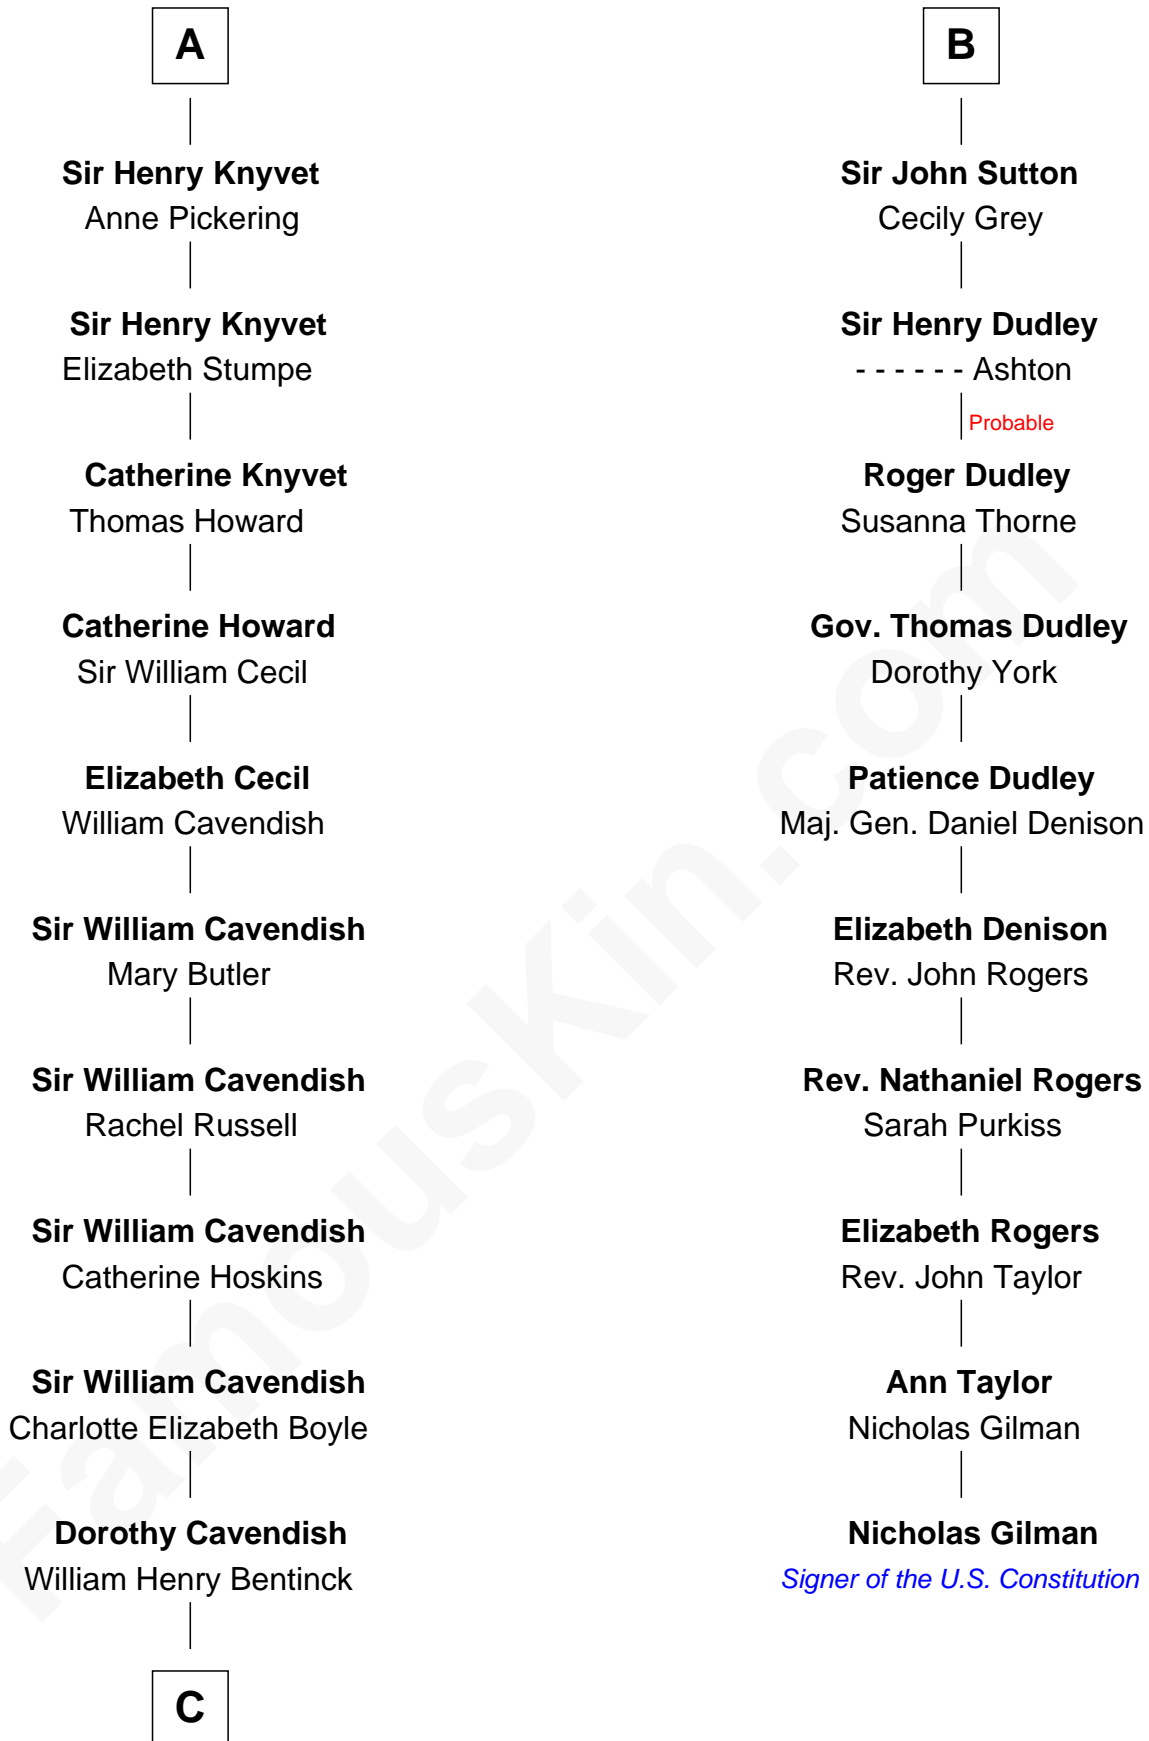 A
Sir Henry Knyvet
Anne Pickering
Sir Henry Knyvet
Elizabeth Stumpe
Catherine Knyvet
Thomas Howard
Catherine Howard
Sir William Cecil
Elizabeth Cecil
William Cavendish
Sir William Cavendish
Mary Butler
Sir William Cavendish
Rachel Russell
Sir William Cavendish
Catherine Hoskins
Sir William Cavendish
Charlotte Elizabeth Boyle
Dorothy Cavendish
William Henry Bentinck
C
B
Sir John Sutton
Cecily Grey
Sir Henry Dudley
- - - - - - Ashton
Probable
Roger Dudley
Susanna Thorne
Gov. Thomas Dudley
Dorothy York
Patience Dudley
Maj. Gen. Daniel Denison
Elizabeth Denison
Rev. John Rogers
Rev. Nathaniel Rogers
Sarah Purkiss
Elizabeth Rogers
Rev. John Taylor
Ann Taylor
Nicholas Gilman
Nicholas Gilman
Signer of the U.S. Constitution
FamousKin.com